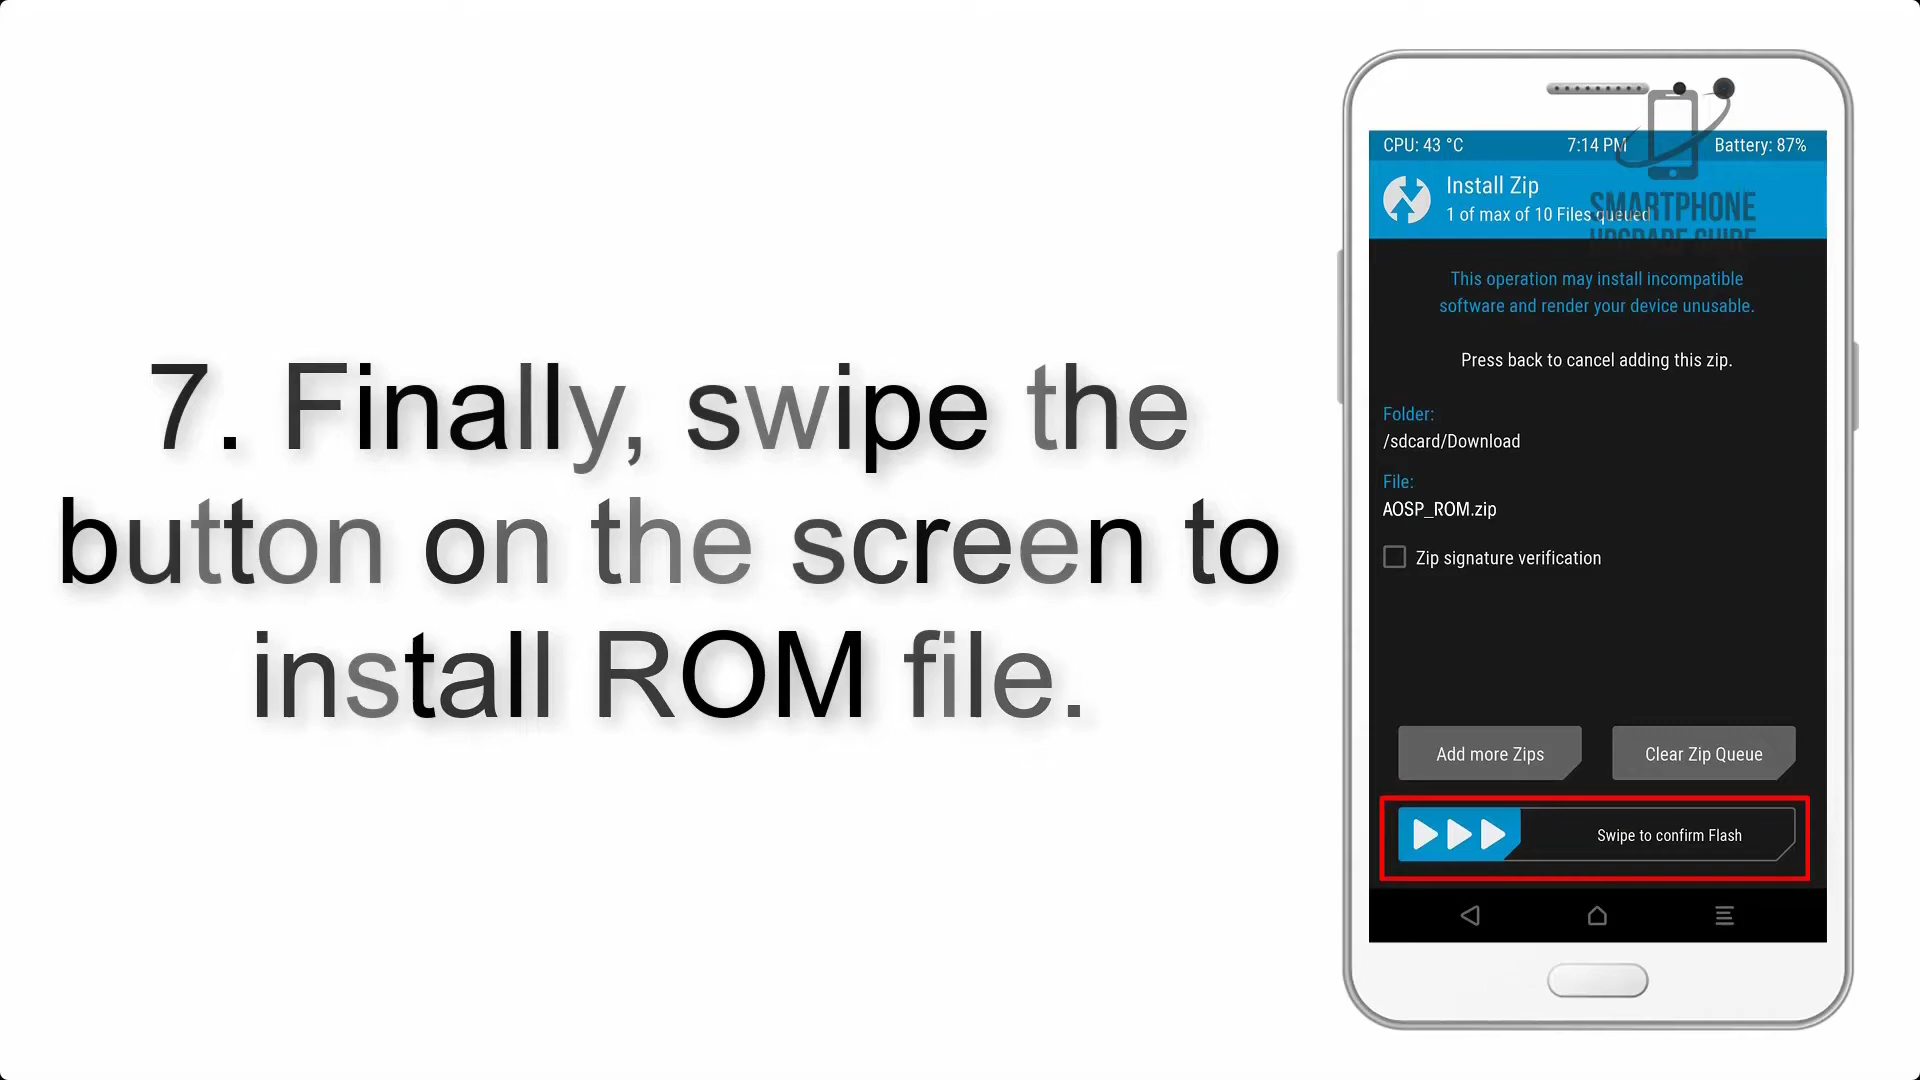 7. Finally, swipe the
button on the screen to
install ROM file.
CPU: 43 °C 7:14 PM Battery: 87%
Install Zip
1 of max of 10 Files queued
SMARTPHONE
UPGRADE GUIDE
This operation may install incompatible
software and render your device unusable.
Press back to cancel adding this zip.
Folder:
/sdcard/Download
File:
AOSP_ROM.zip
Zip signature verification
Add more Zips Clear Zip Queue
Swipe to confirm Flash